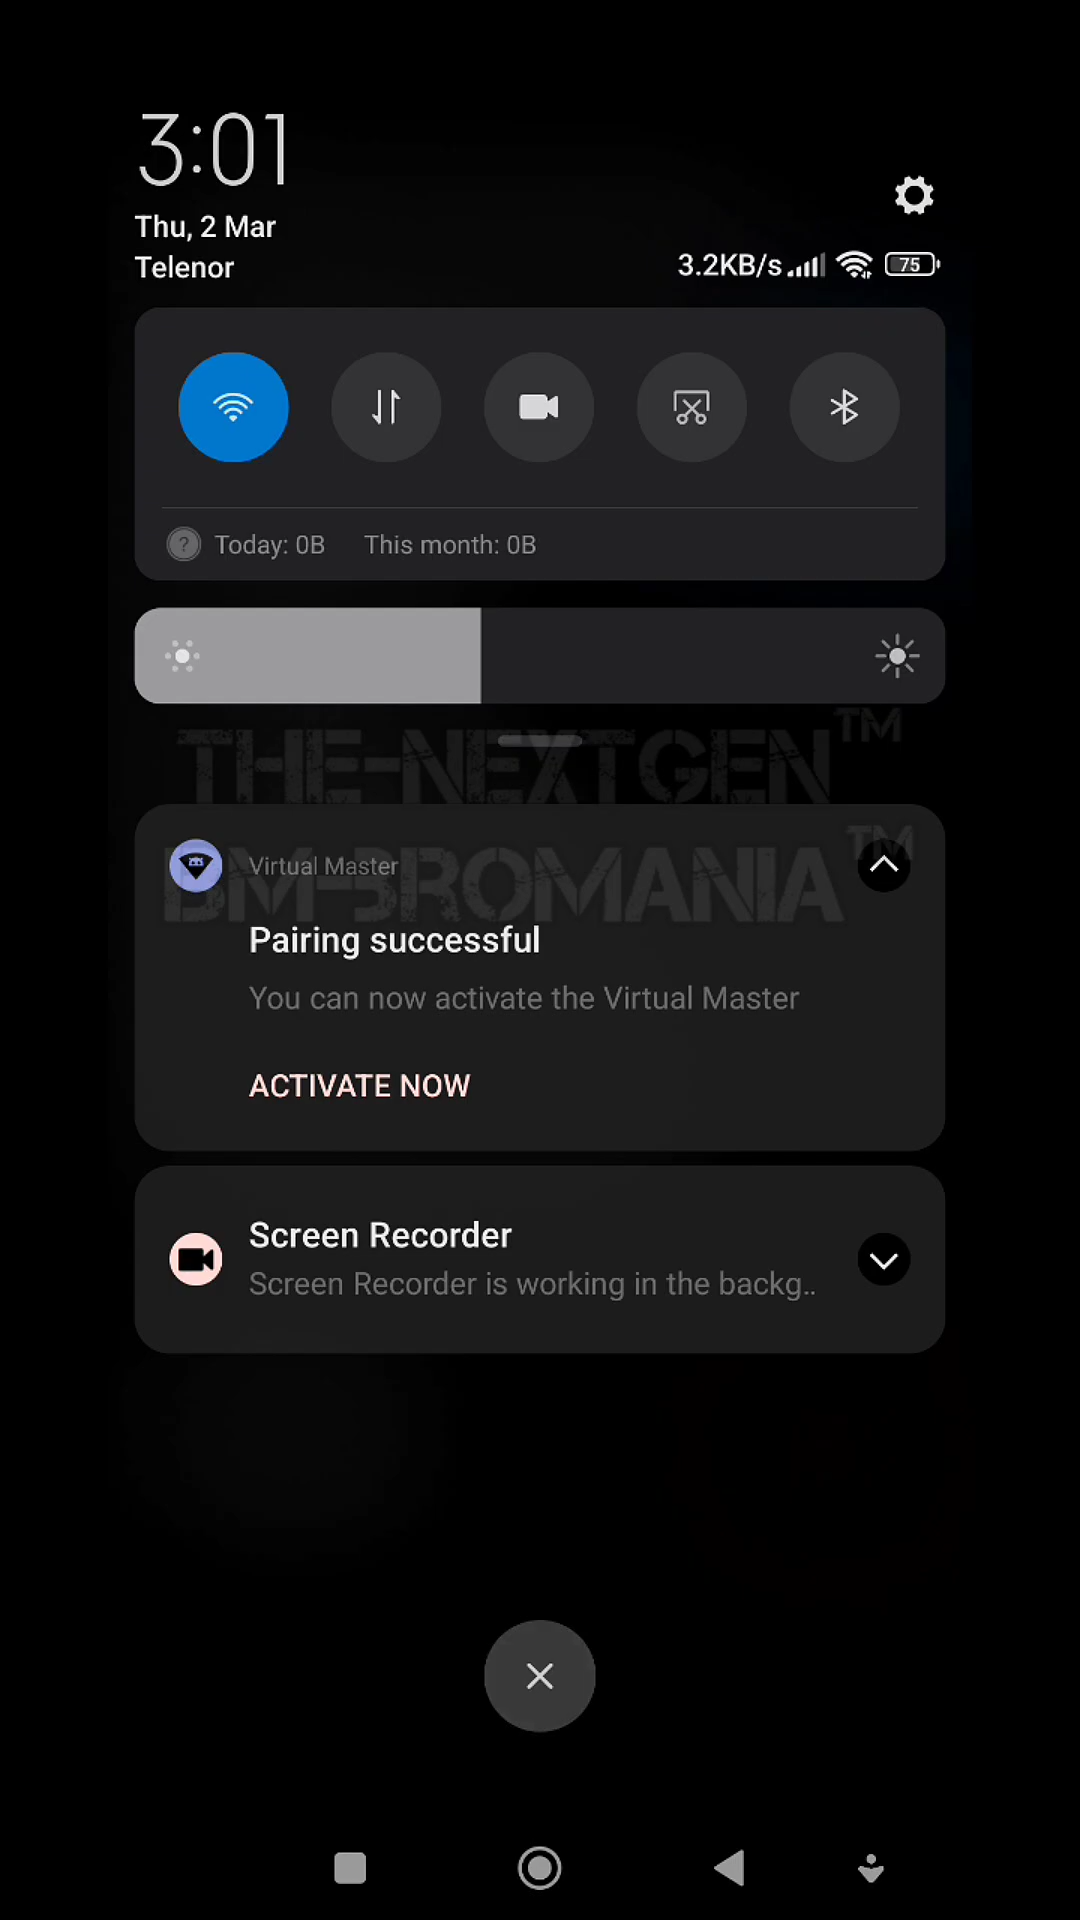 3:01
Thu, 2 Mar
Telenor
3.2KB/s
75
Today: 0B This month: 0B
THE-NEXTGEN™
Virtual Master
BM-BROMANIA™
Pairing successful
You can now activate the Virtual Master
ACTIVATE NOW
Screen Recorder
Screen Recorder is working in the backg..